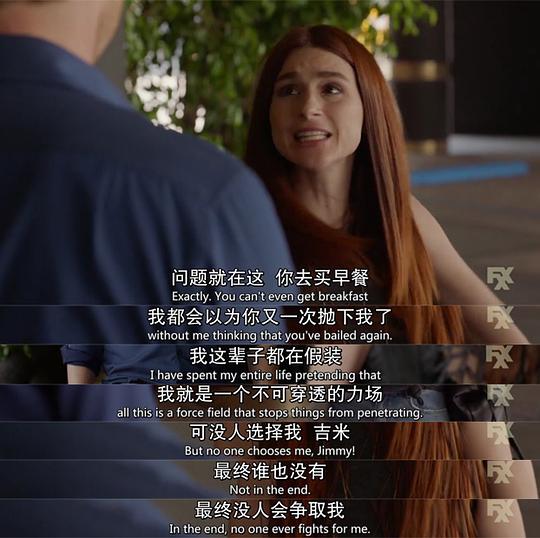 问题就在这 你去买早餐
Exactly. You can't even get breakfast
FX
我都会以为你又一次抛下我了
without me thinking that you've bailed again.
FX
我这辈子都在假装
I have spent my entire life pretending that
FX
我就是一个不可穿透的力场
all this is a force field that stops things from penetrating.
FX
可没人选择我 吉米
But no one chooses me, Jimmy!
FX
最终谁也没有
Not in the end.
FX
最终没人会争取我
In the end, no one ever fights for me.
FX